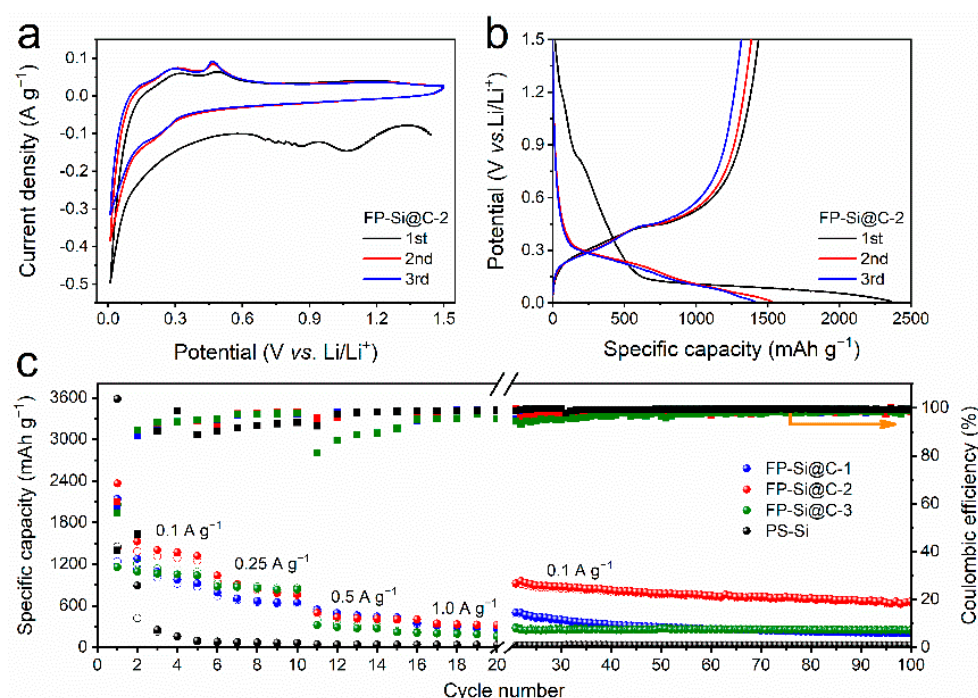 a
0.1
0.0
-0.1
-0.2
-0.3
-0.4
-0.5
Current density (A g⁻¹)
FP-Si@C-2
1st
2nd
3rd
0.0 0.3 0.6 0.9 1.2 1.5
Potential (V vs. Li/Li⁺)
b
1.5
1.2
0.9
0.6
0.3
0.0
Potential (V vs.Li/Li⁺)
FP-Si@C-2
1st
2nd
3rd
0 500 1000 1500 2000 2500
Specific capacity (mAh g⁻¹)
c
3600
3000
2400
1800
1200
600
0
Specific capacity (mAh g⁻¹)
0.1 A g⁻¹
0.25 A g⁻¹
0.5 A g⁻¹
1.0 A g⁻¹
0.1 A g⁻¹
FP-Si@C-1
FP-Si@C-2
FP-Si@C-3
PS-Si
100
80
60
40
20
0
Coulombic efficiency (%)
0 1 2 3 4 5 6 7 8 9 10 11 12 13 14 15 16 17 18 19 20 30 40 50 60 70 80 90 100
Cycle number